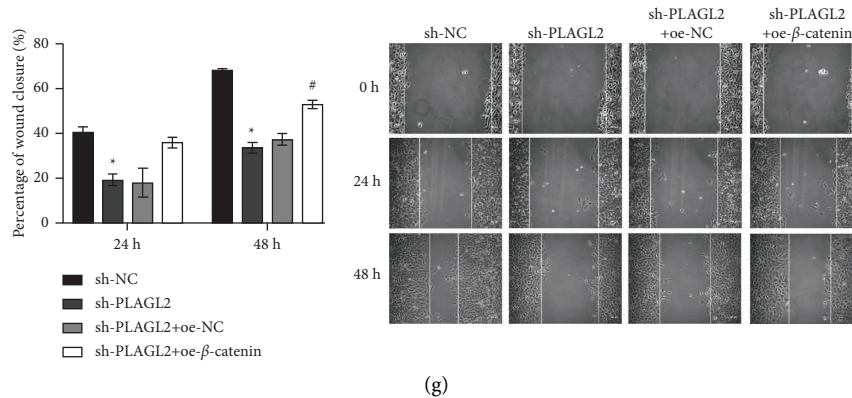 Percentage of wound closure (%)
80
60
40
20
0
*
*
#
24 h
48 h
sh-NC
sh-PLAGL2
sh-PLAGL2+oe-NC
sh-PLAGL2+oe-β-catenin
sh-NC
sh-PLAGL2
sh-PLAGL2
+oe-NC
sh-PLAGL2
+oe-β-catenin
0 h
24 h
48 h
(g)